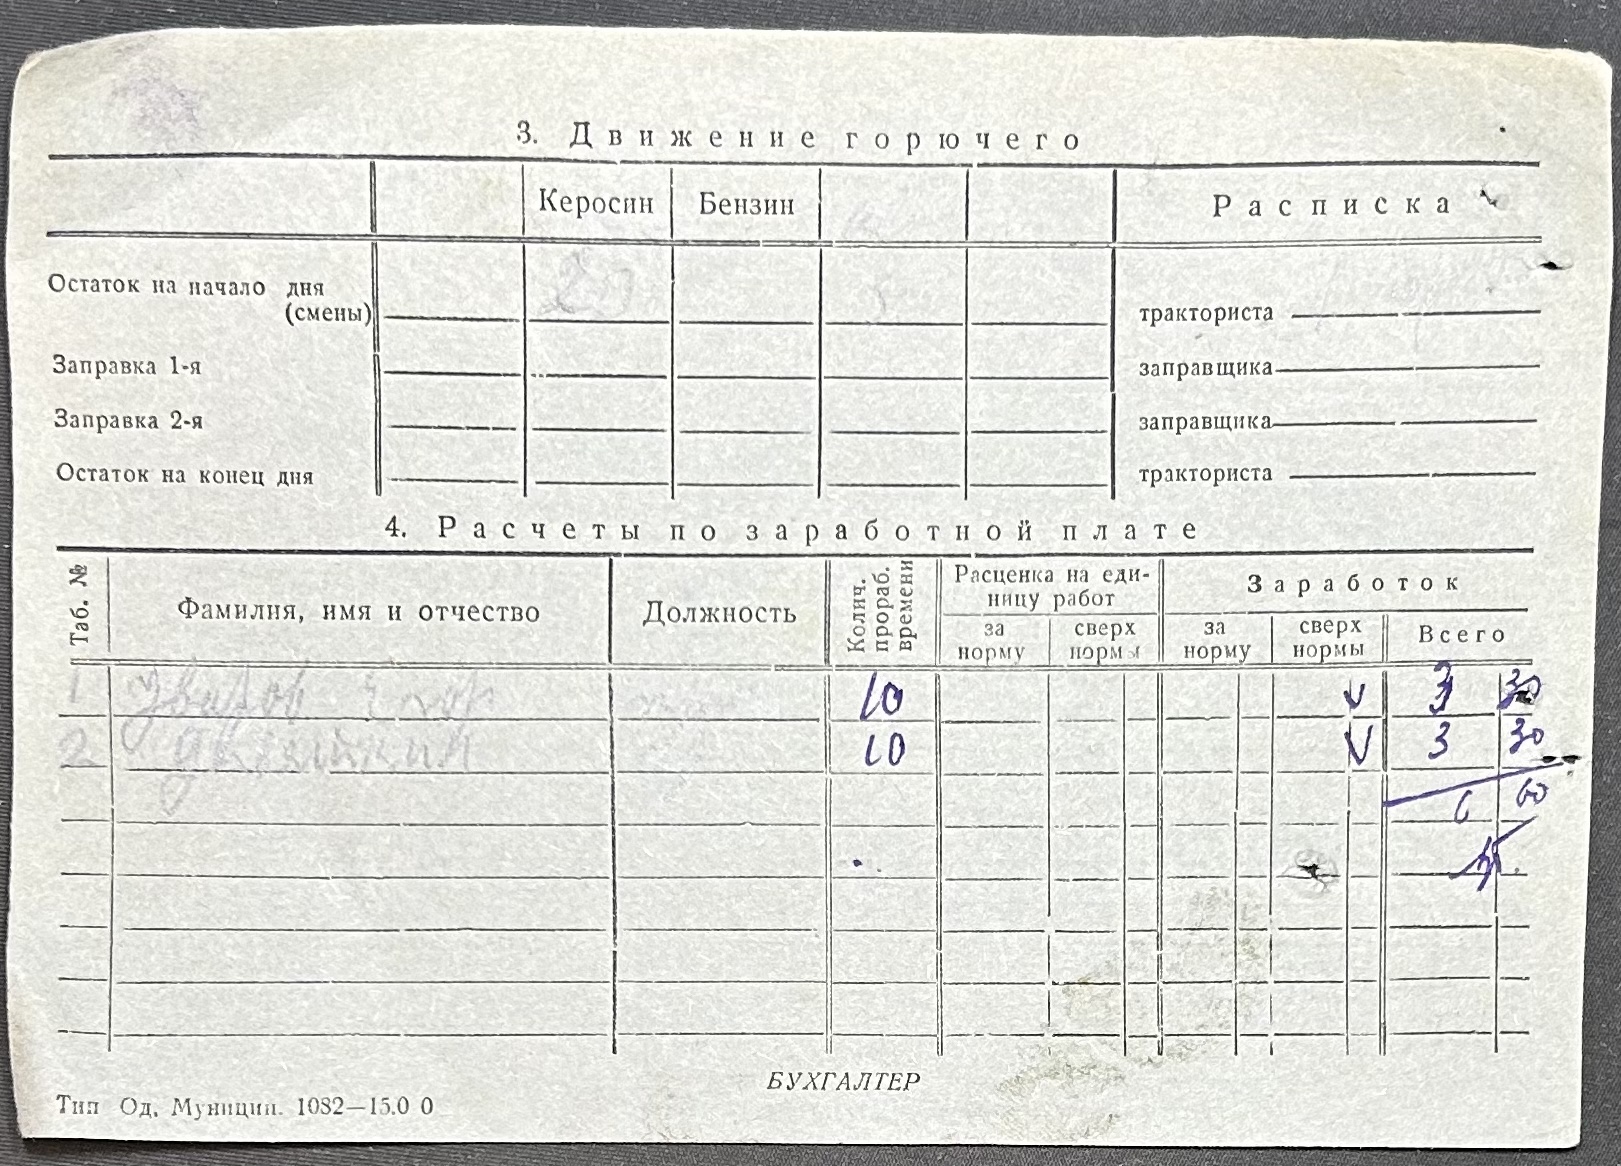 3. Движение горючего
Керосин Бензин Расписка
Остаток на начало дня
(смены)
тракториста
Заправка 1-я заправщика
Заправка 2-я заправщика
Остаток на конец дня тракториста
4. Расчеты по заработной плате
Таб. № Фамилия, имя и отчество Должность Колич. прораб. времени Расценка на еди-
ницу работ Заработок
за норму сверх нормы за норму сверх нормы Всего
1 10 V 3 30
2 10 V 3 30
6 60
БУХГАЛТЕР
Тип Од. Муниции. 1082—15.0 0